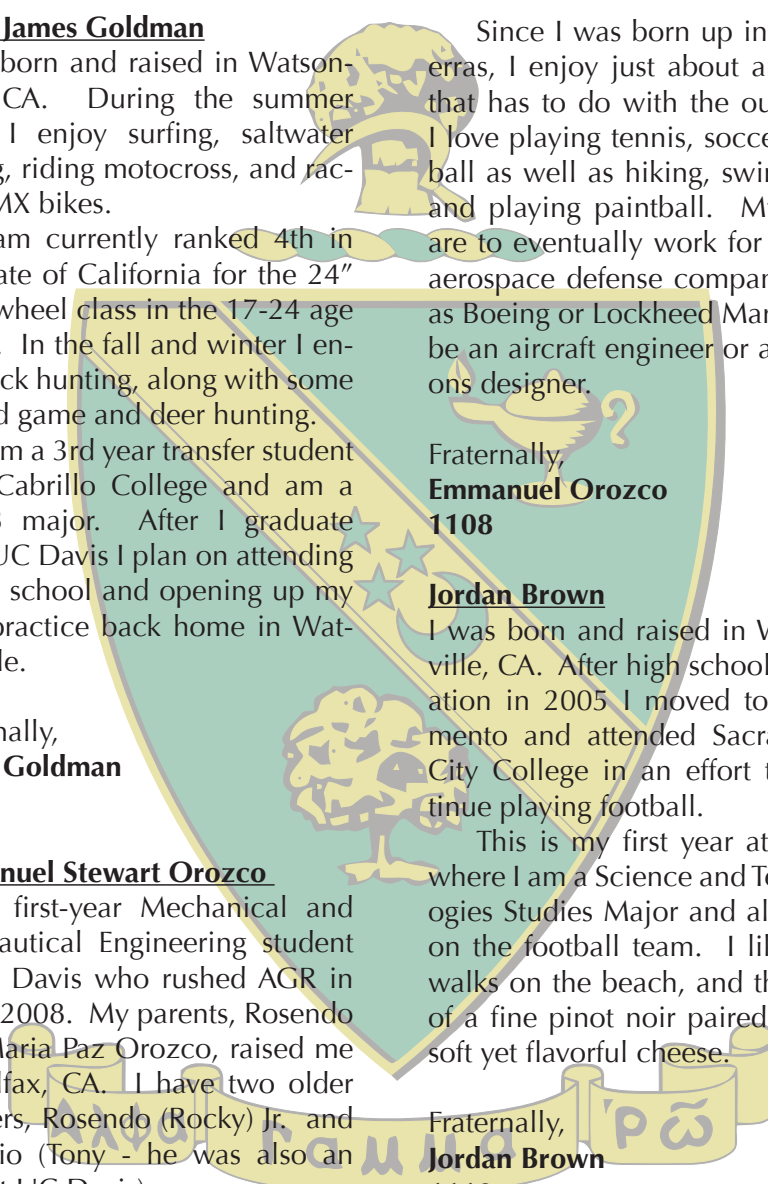 James Goldman
born and raised in Watson-
CA. During the summer
I enjoy surfing, saltwater
g, riding motocross, and rac-
MX bikes.
am currently ranked 4th in
ate of California for the 24″
wheel class in the 17-24 age
. In the fall and winter I en-
ck hunting, along with some
d game and deer hunting.
m a 3rd year transfer student
Cabrillo College and am a
major. After I graduate
UC Davis I plan on attending
school and opening up my
practice back home in Wat-
le.
nally,
Goldman
nuel Stewart Orozco
first-year Mechanical and
autical Engineering student
Davis who rushed AGR in
2008. My parents, Rosendo
Maria Paz Orozco, raised me
lfax, CA. I have two older
ers, Rosendo (Rocky) Jr. and
io (Tony - he was also an
Since I was born up in
erras, I enjoy just about a
that has to do with the ou
I love playing tennis, socce
ball as well as hiking, swi
and playing paintball. M
are to eventually work for
aerospace defense compa
as Boeing or Lockheed Mar
be an aircraft engineer or a
ons designer.
Fraternally,
Emmanuel Orozco
1108
Jordan Brown
I was born and raised in W
ville, CA. After high school
ation in 2005 I moved to
mento and attended Sacra
City College in an effort t
tinue playing football.
This is my first year at
where I am a Science and Te
ogies Studies Major and al
on the football team. I li
walks on the beach, and th
of a fine pinot noir paired
soft yet flavorful cheese.
Fraternally,
Jordan Brown
Αλφα Γαμμα Ῥῶ